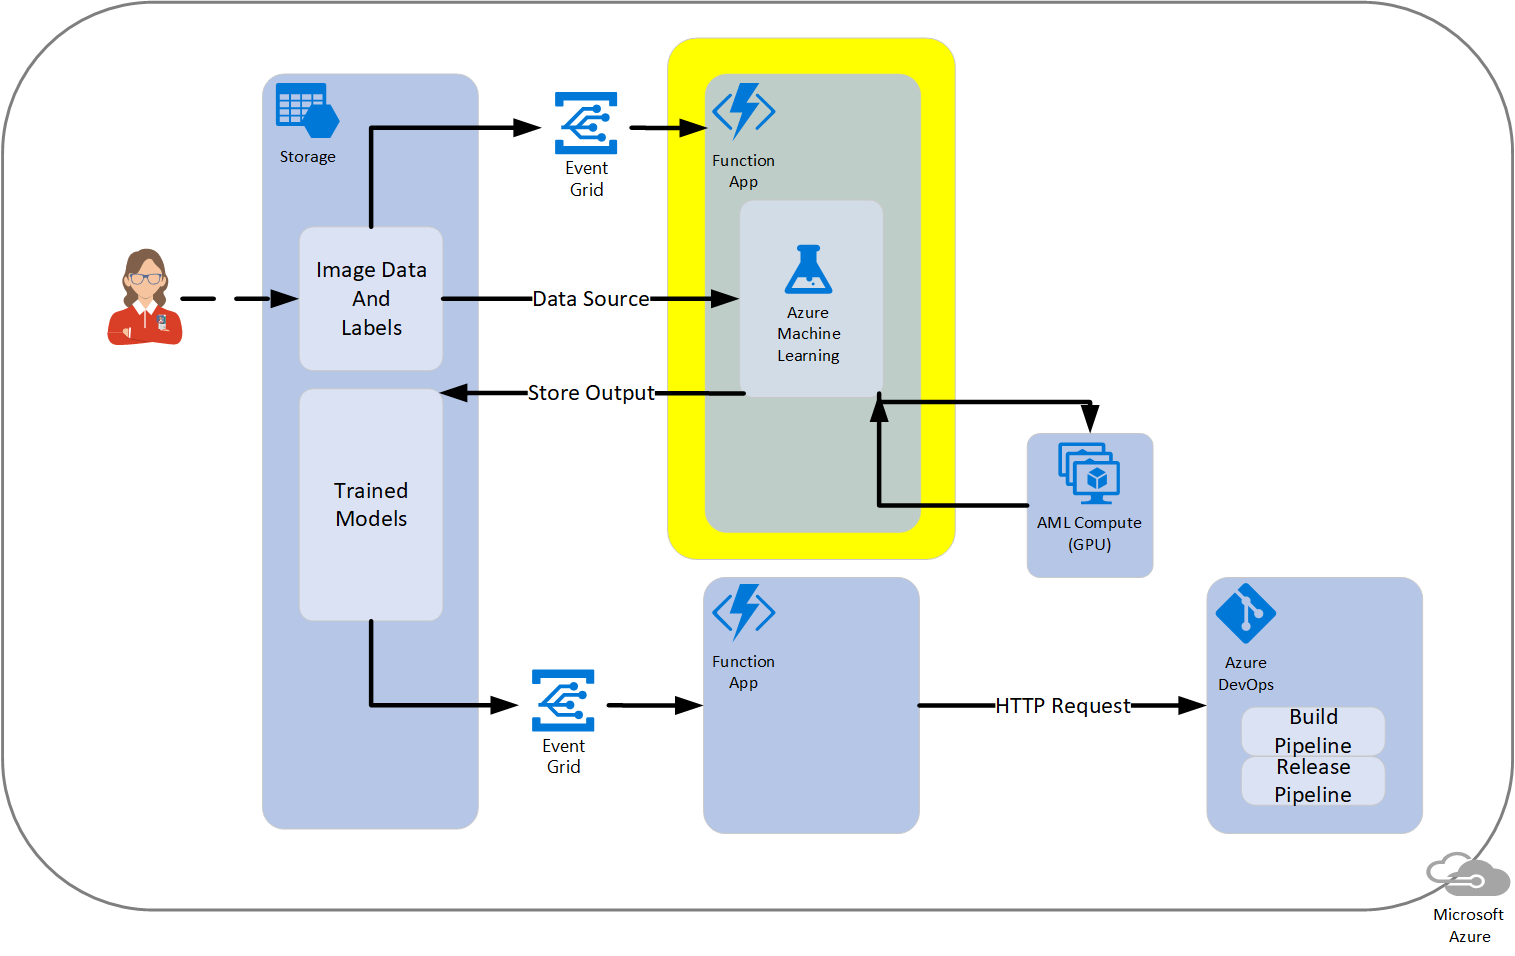 Storage
Event
Grid
Function
App
Image Data
And
Labels
Data Source
Azure
Machine
Learning
Store Output
Trained
Models
AML Compute
(GPU)
Event
Grid
Function
App
HTTP Request
Azure
DevOps
Build
Pipeline
Release
Pipeline
Microsoft
Azure